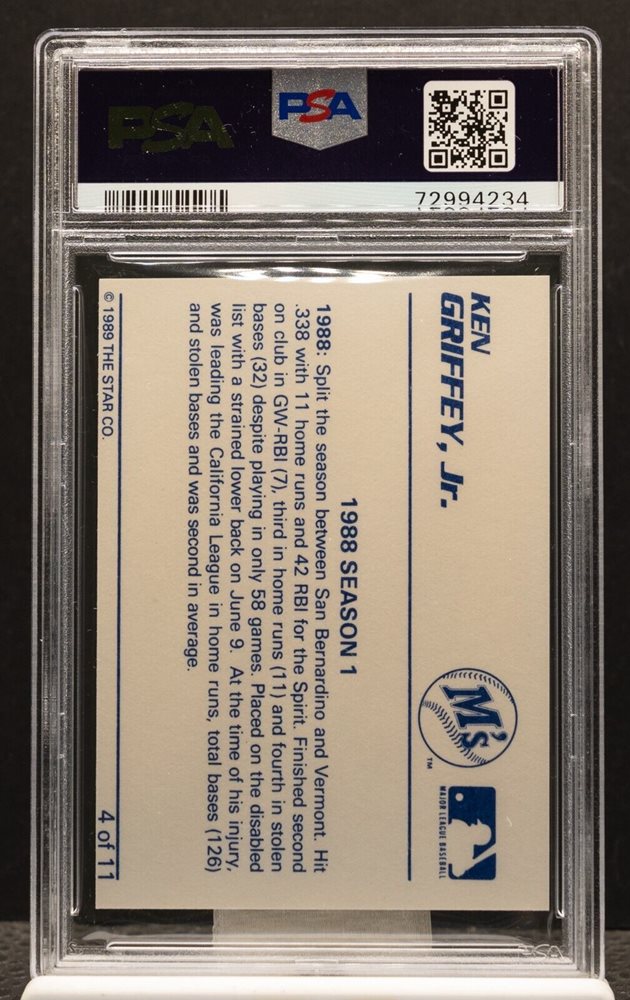 PSA
PSA
72994234
KEN
GRIFFEY, Jr.
M's
TM
MAJOR LEAGUE BASEBALL
1988 SEASON 1
1988: Split the season between San Bernardino and Vermont. Hit
.338 with 11 home runs and 42 RBI for the Spirit. Finished second
on club in GW-RBI (7), third in home runs (11) and fourth in stolen
bases (32) despite playing in only 58 games. Placed on the disabled
list with a strained lower back on June 9. At the time of his injury,
was leading the California League in home runs, total bases (126)
and stolen bases and was second in average.
© 1989 THE STAR CO.
4 of 11
PSA